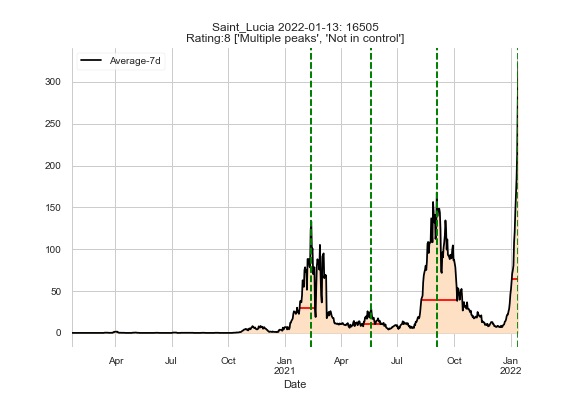 Saint_Lucia 2022-01-13: 16505
Rating:8 ['Multiple peaks', 'Not in control']
Average-7d
300
250
200
150
100
50
0
Apr
Jul
Oct
Jan
2021
Apr
Jul
Oct
Jan
2022
Date